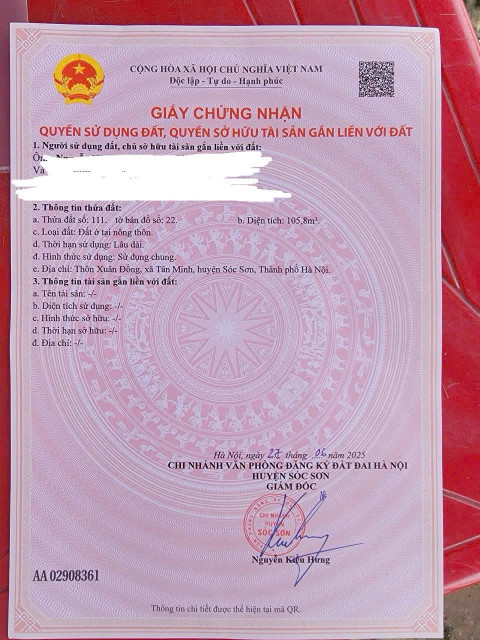 CỘNG HÒA XÃ HỘI CHỦ NGHĨA VIỆT NAM
Độc lập - Tự do - Hạnh phúc
GIẤY CHỨNG NHẬN
QUYỀN SỬ DỤNG ĐẤT, QUYỀN SỞ HỮU TÀI SẢN GẮN LIỀN VỚI ĐẤT
1. Người sử dụng đất, chủ sở hữu tài sản gắn liền với đất:
2. Thông tin thửa đất:
a. Thửa đất số: 111, tờ bản đồ số: 22. b. Diện tích: 105,8m².
c. Loại đất: Đất ở tại nông thôn.
d. Thời hạn sử dụng: Lâu dài.
đ. Hình thức sử dụng: Sử dụng chung.
e. Địa chỉ: Thôn Xuân Đồng, xã Tân Minh, huyện Sóc Sơn, Thành phố Hà Nội.
3. Thông tin tài sản gắn liền với đất:
a. Tên tài sản: -/-
b. Diện tích sử dụng: -/-
c. Hình thức sở hữu: -/-
d. Thời hạn sở hữu: -/-
đ. Địa chỉ: -/-
Hà Nội, ngày 27 tháng 06 năm 2025
CHI NHÁNH VĂN PHÒNG ĐĂNG KÝ ĐẤT ĐAI HÀ NỘI
HUYỆN SÓC SƠN
GIÁM ĐỐC
CHI NHÁNH
HUYỆN
SÓC SƠN
Nguyễn Kiều Hưng
AA 02908361
Thông tin chi tiết được thể hiện tại mã QR.